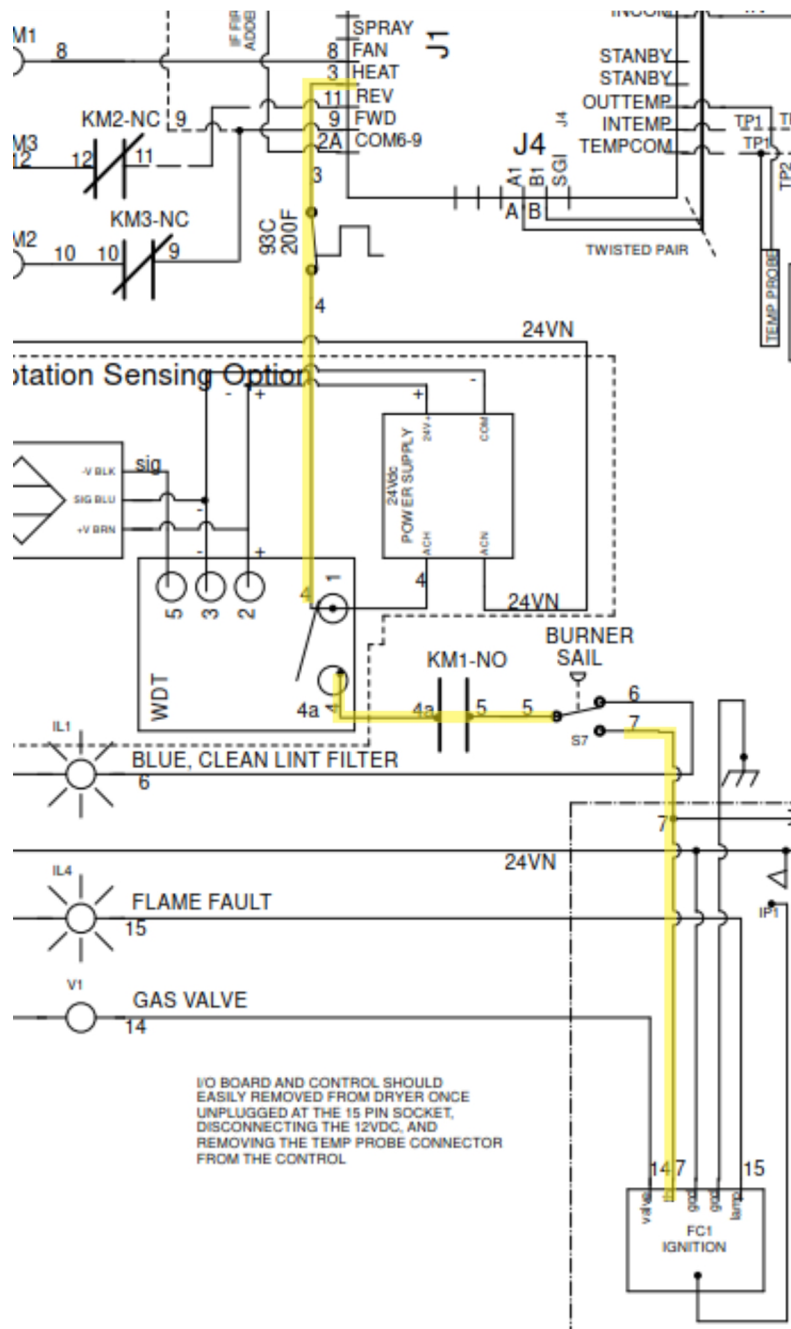 M1
8
IF FIR
ADDE
SPRAY
J1
8
FAN
3
HEAT
11
REV
9
FWD
2A
COM6-9
STANBY
STANBY
OUTTEMP
INTEMP
TEMPCOM
TP1
TP1
TP2
TEMP PROBE
KM2-NC
9
M3
12
12
11
J4
J4
A1
B1
SGI
A
B
TWISTED PAIR
3
93C
200F
4
KM3-NC
M2
10
10
9
24VN
otation Sensing Option
-
+
+
-
24V+
COM
24Vdc
POWER SUPPLY
ACH
ACN
sig
-V BLK
SIG BLU
+V BRN
-
-
+
4
24VN
5
3
2
4
1
WDT
4a
4
KM1-NO
4a
5
5
BURNER
SAIL
6
7
S7
IL1
BLUE, CLEAN LINT FILTER
6
7
24VN
IL4
FLAME FAULT
15
IP1
V1
GAS VALVE
14
I/O BOARD AND CONTROL SHOULD
EASILY REMOVED FROM DRYER ONCE
UNPLUGGED AT THE 15 PIN SOCKET,
DISCONNECTING THE 12VDC, AND
REMOVING THE TEMP PROBE CONNECTOR
FROM THE CONTROL
14
7
15
valve
th
gnd
gnd
lamp
FC1
IGNITION